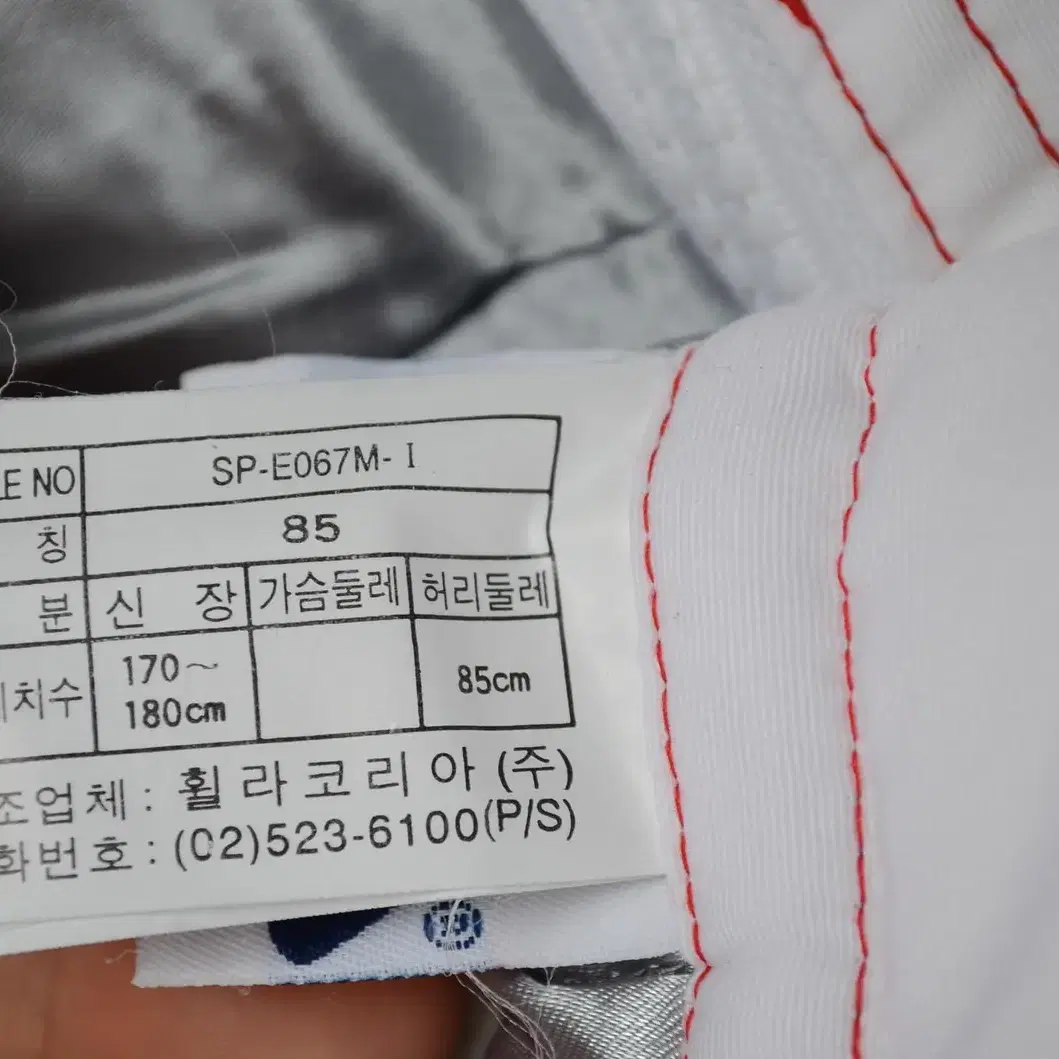 LE NO SP-E067M- I
칭 85
분 신 장 가슴둘레 허리둘레
치수 170~ 180cm 85cm
조업체 : 휠라코리아 (주)
화번호 : (02)523-6100(P/S)